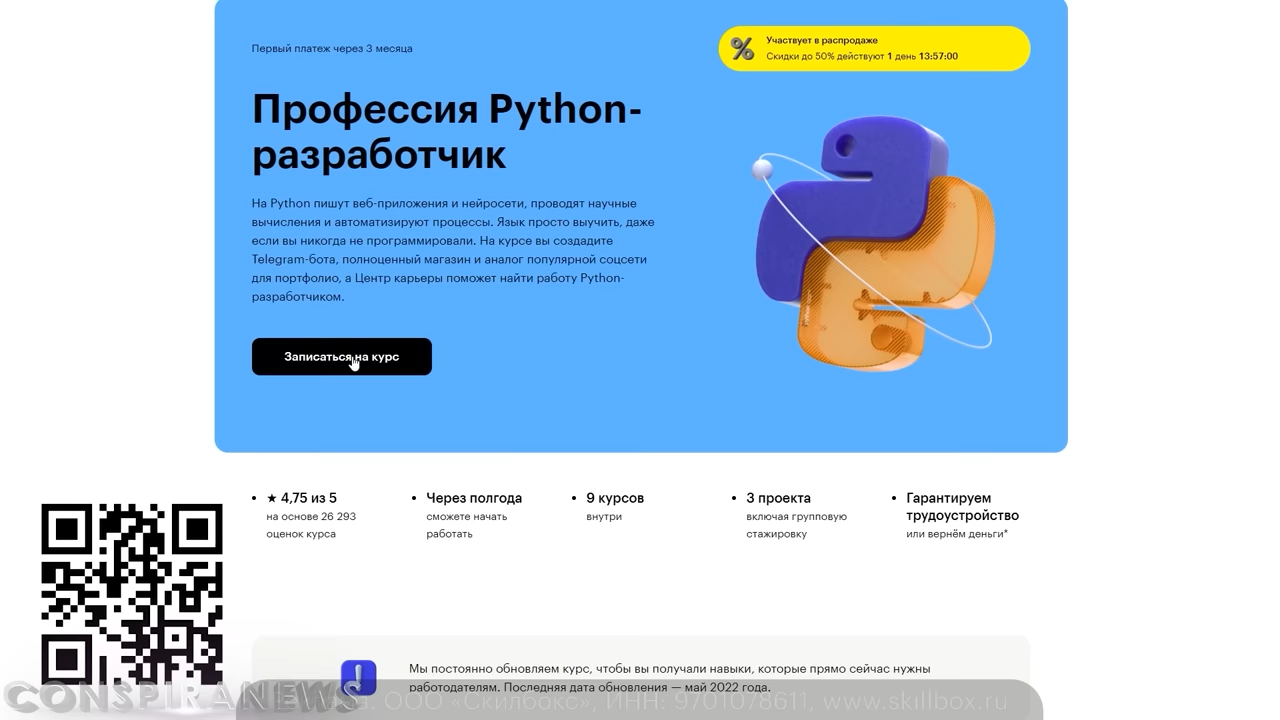 Первый платеж через 3 месяца
Участвует в распродаже
Скидки до 50% действуют 1 день 13:57:00
Профессия Python-
разработчик
На Python пишут веб-приложения и нейросети, проводят научные
вычисления и автоматизируют процессы. Язык просто выучить, даже
если вы никогда не программировали. На курсе вы создадите
Telegram-бота, полноценный магазин и аналог популярной соцсети
для портфолио, а Центр карьеры поможет найти работу Python-
разработчиком.
Записаться на курс
★ 4,75 из 5
на основе 26 293
оценок курса
Через полгода
сможете начать
работать
9 курсов
внутри
3 проекта
включая групповую
стажировку
Гарантируем
трудоустройство
или вернём деньги*
Мы постоянно обновляем курс, чтобы вы получали навыки, которые прямо сейчас нужны
работодателям. Последняя дата обновления — май 2022 года.
CONSPIRANEWS
ООО «Скилбокс», ИНН: 9701078611, www.skillbox.ru